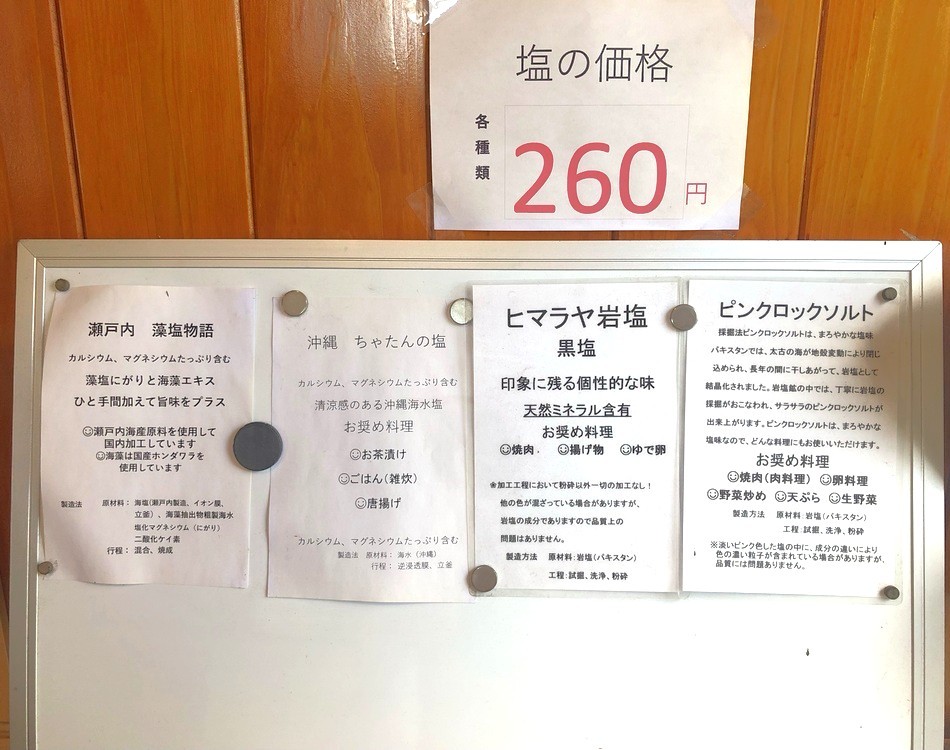 塩の価格
各種類
260円
瀬戸内 藻塩物語
カルシウム、マグネシウムたっぷり含む
藻塩にがりと海藻エキス
ひと手間加えて旨味をプラス
☺瀬戸内海産原料を使用して
国内加工しています
☺海藻は国産ホンダワラを
使用しています
製造法 原材料: 海塩(瀬戸内製造、イオン膜、
立釜)、海藻抽出物粗製海水
塩化マグネシウム(にがり)
二酸化ケイ素
行程: 混合、焼成
沖縄 ちゃたんの塩
カルシウム、マグネシウムたっぷり含む
清涼感のある沖縄海水塩
お奨め料理
☺お茶漬け
☺ごはん(雑炊)
☺唐揚げ
カルシウム、マグネシウムたっぷり含む
製造法 原材料: 海水(沖縄)
行程: 逆浸透膜、立釜
ヒマラヤ岩塩
黒塩
印象に残る個性的な味
天然ミネラル含有
お奨め料理
☺焼肉. ☺揚げ物 ☺ゆで卵
※加工工程において粉砕以外一切の加工なし!
他の色が混ざっている場合がありますが、
岩塩の成分でありますので品質上の
問題はありません。
製造方法 原材料:岩塩(パキスタン)
工程:試掘、洗浄、粉砕
ピンクロックソルト
採掘法ピンクロックソルトは、まろやかな塩味
パキスタンでは、太古の海が地殻変動により閉じ
込められ、長年の間に干しあがって、岩塩として
結晶化されました。岩塩鉱の中では、丁寧に岩塩の
採掘がおこなわれ、サラサラのピンクロックソルトが
出来上がります。ピンクロックソルトは、まろやかな
塩味なので、どんな料理にもお使いいただけます。
お奨め料理
☺焼肉(肉料理) ☺卵料理
☺野菜炒め ☺天ぷら ☺生野菜
製造方法 原材料:岩塩(パキスタン)
工程:試掘、洗浄、粉砕
※淡いピンク色した塩の中に、成分の違いにより
色の濃い粒子が含まれている場合がありますが、
品質には問題ありません。